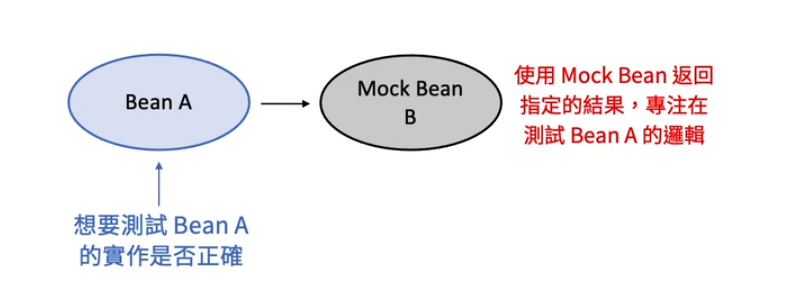 Bean A
Mock Bean
B
使用 Mock Bean 返回
指定的結果，專注在
測試 Bean A 的邏輯
想要測試 Bean A
的實作是否正確